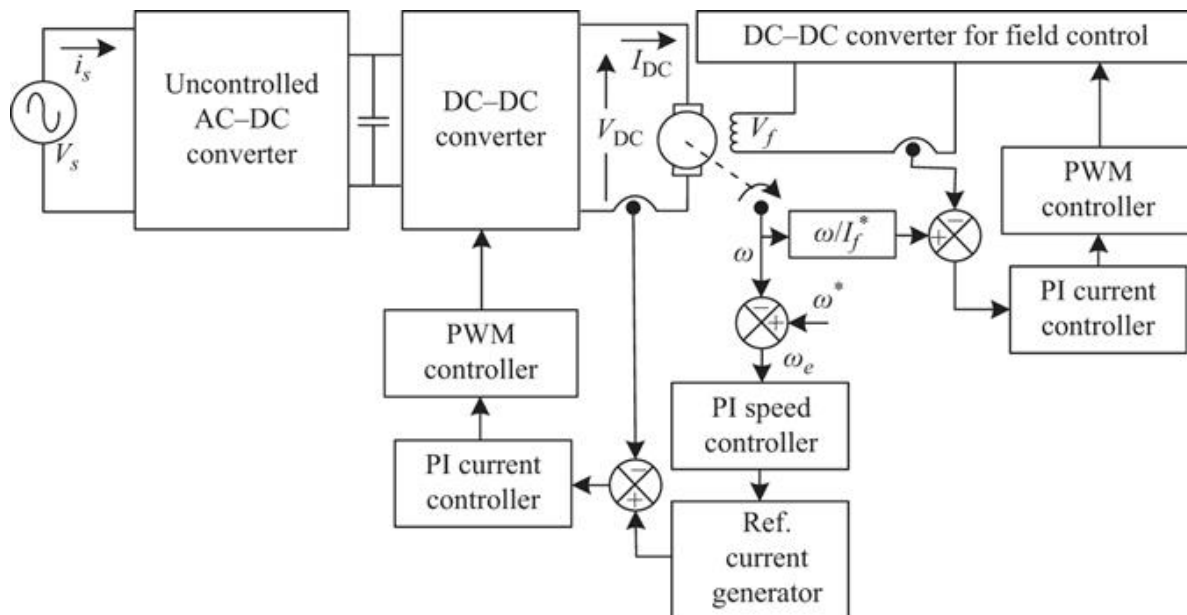 i_s
V_s
Uncontrolled
AC–DC
converter
DC–DC
converter
I_DC
V_DC
V_f
DC–DC converter for field control
PWM
controller
PI current
controller
ω/I_f^*
+
−
ω
−
+
ω*
ω_e
PI speed
controller
Ref.
current
generator
−
+
PI current
controller
PWM
controller